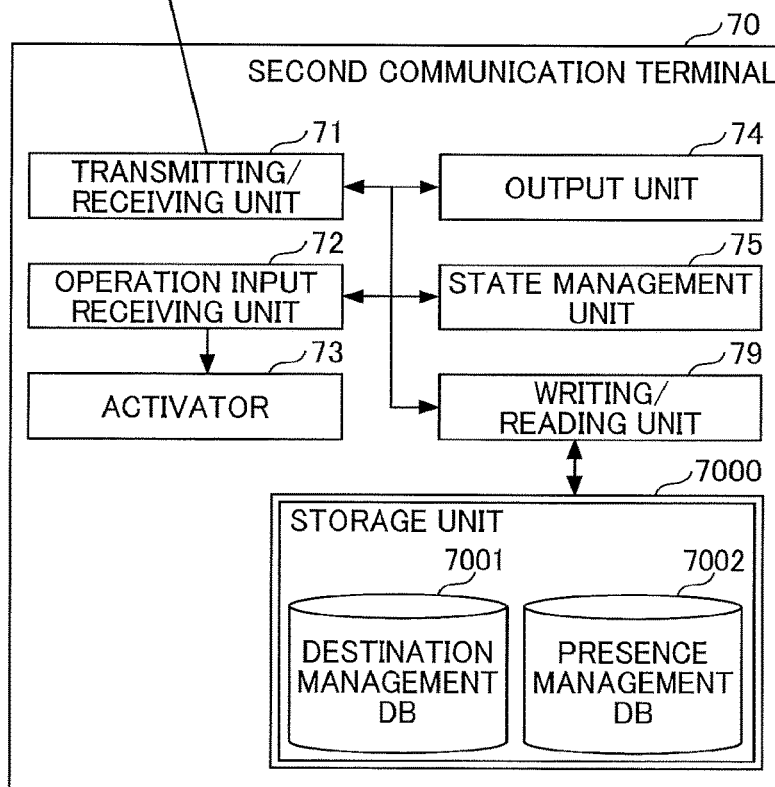 70
SECOND COMMUNICATION TERMINAL
71
TRANSMITTING/
RECEIVING UNIT
74
OUTPUT UNIT
72
OPERATION INPUT
RECEIVING UNIT
75
STATE MANAGEMENT
UNIT
73
ACTIVATOR
79
WRITING/
READING UNIT
7000
STORAGE UNIT
7001
DESTINATION
MANAGEMENT
DB
7002
PRESENCE
MANAGEMENT
DB